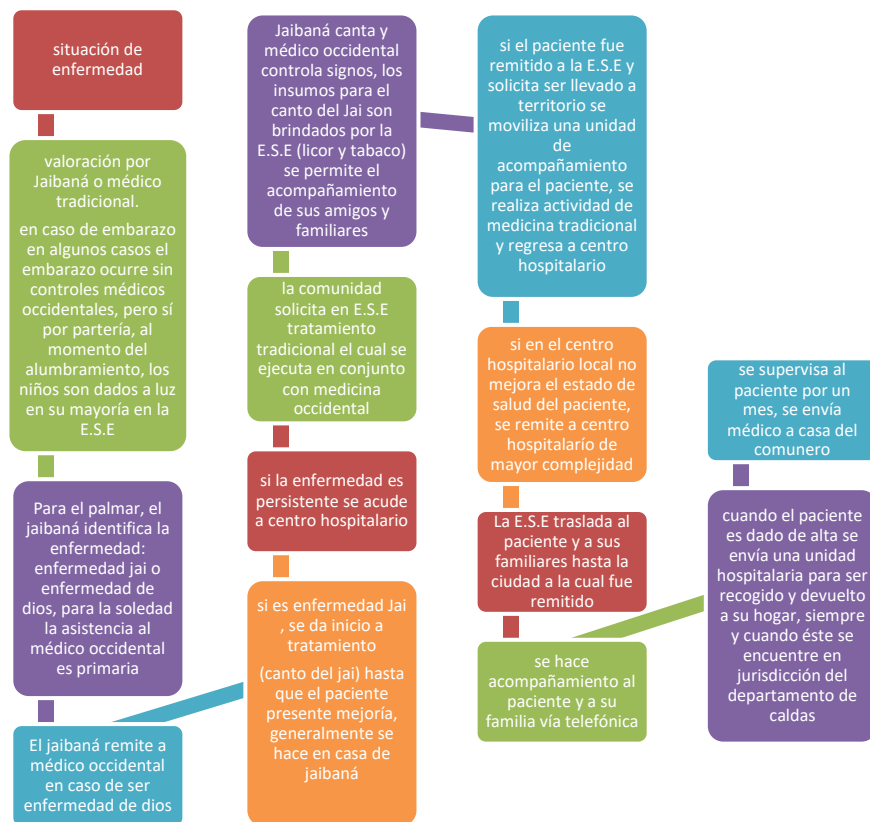 situación de
enfermedad
valoración por
Jaibaná o médico
tradicional.
en caso de embarazo
en algunos casos el
embarazo ocurre sin
controles médicos
occidentales, pero sí
por partería, al
momento del
alumbramiento, los
niños son dados a luz
en su mayoría en la
E.S.E
Para el palmar, el
jaibaná identifica la
enfermedad:
enfermedad jai o
enfermedad de
dios, para la soledad
la asistencia al
médico occidental
es primaria
El jaibaná remite a
médico occidental
en caso de ser
enfermedad de dios
si es enfermedad Jai
, se da inicio a
tratamiento
(canto del jai) hasta
que el paciente
presente mejoría,
generalmente se
hace en casa de
jaibaná
si la enfermedad es
persistente se acude
a centro hospitalario
la comunidad
solicita en E.S.E
tratamiento
tradicional el cual se
ejecuta en conjunto
con medicina
occidental
Jaibaná canta y
médico occidental
controla signos, los
insumos para el
canto del Jai son
brindados por la
E.S.E (licor y tabaco)
se permite el
acompañamiento
de sus amigos y
familiares
si el paciente fue
remitido a la E.S.E y
solicita ser llevado a
territorio se
moviliza una unidad
de
acompañamiento
para el paciente, se
realiza actividad de
medicina tradicional
y regresa a centro
hospitalario
si en el centro
hospitalario local no
mejora el estado de
salud del paciente,
se remite a centro
hospitalarío de
mayor complejidad
La E.S.E traslada al
paciente y a sus
familiares hasta la
ciudad a la cual fue
remitido
se hace
acompañamiento al
paciente y a su
familia vía telefónica
cuando el paciente
es dado de alta se
envía una unidad
hospitalaria para ser
recogido y devuelto
a su hogar, siempre
y cuando éste se
encuentre en
jurisdicción del
departamento de
caldas
se supervisa al
paciente por un
mes, se envía
médico a casa del
comunero